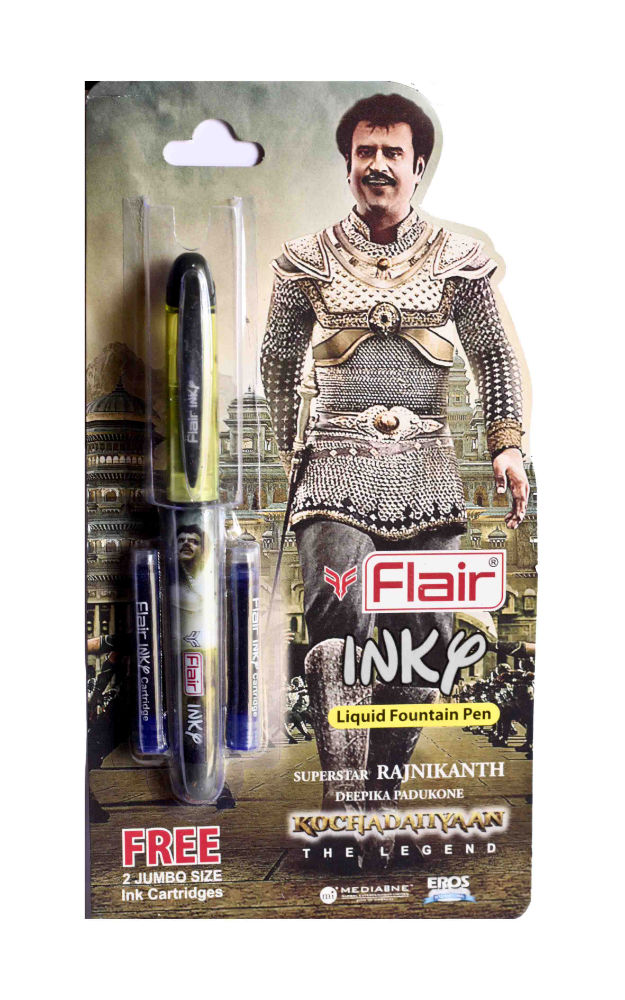 Flair INKY
Flair INKY Cartridge
Flair INKY
Flair INKY Cartridge
Flair®
INKY
Liquid Fountain Pen
SUPERSTAR RAJNIKANTH
DEEPIKA PADUKONE
KOCHADAIIYAAN
THE LEGEND
FREE
2 JUMBO SIZE
Ink Cartridges
MEDIAONE
EROS